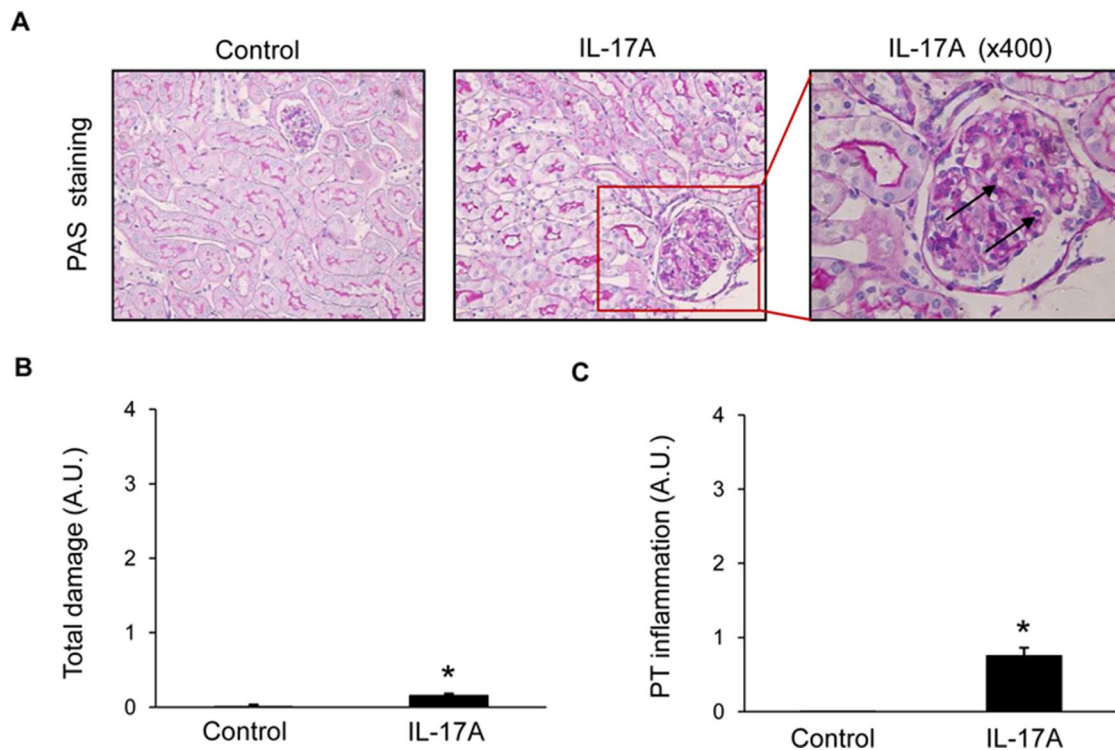 A
Control
IL-17A
IL-17A (x400)
PAS staining
B
Total damage (A.U.)
4
3
2
1
0
*
Control
IL-17A
C
PT inflammation (A.U.)
4
3
2
1
0
*
Control
IL-17A